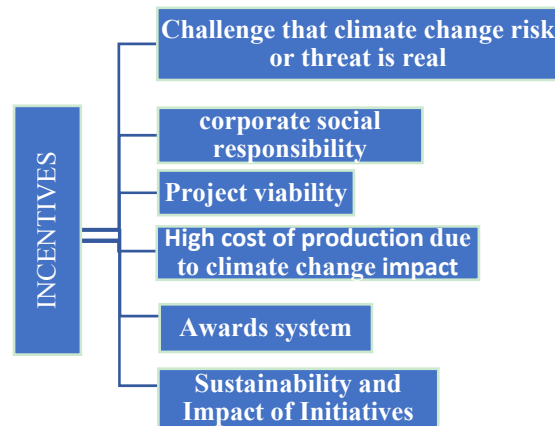 INCENTIVES
Challenge that climate change risk
or threat is real
corporate social
responsibility
Project viability
High cost of production due
to climate change impact
Awards system
Sustainability and
Impact of Initiatives